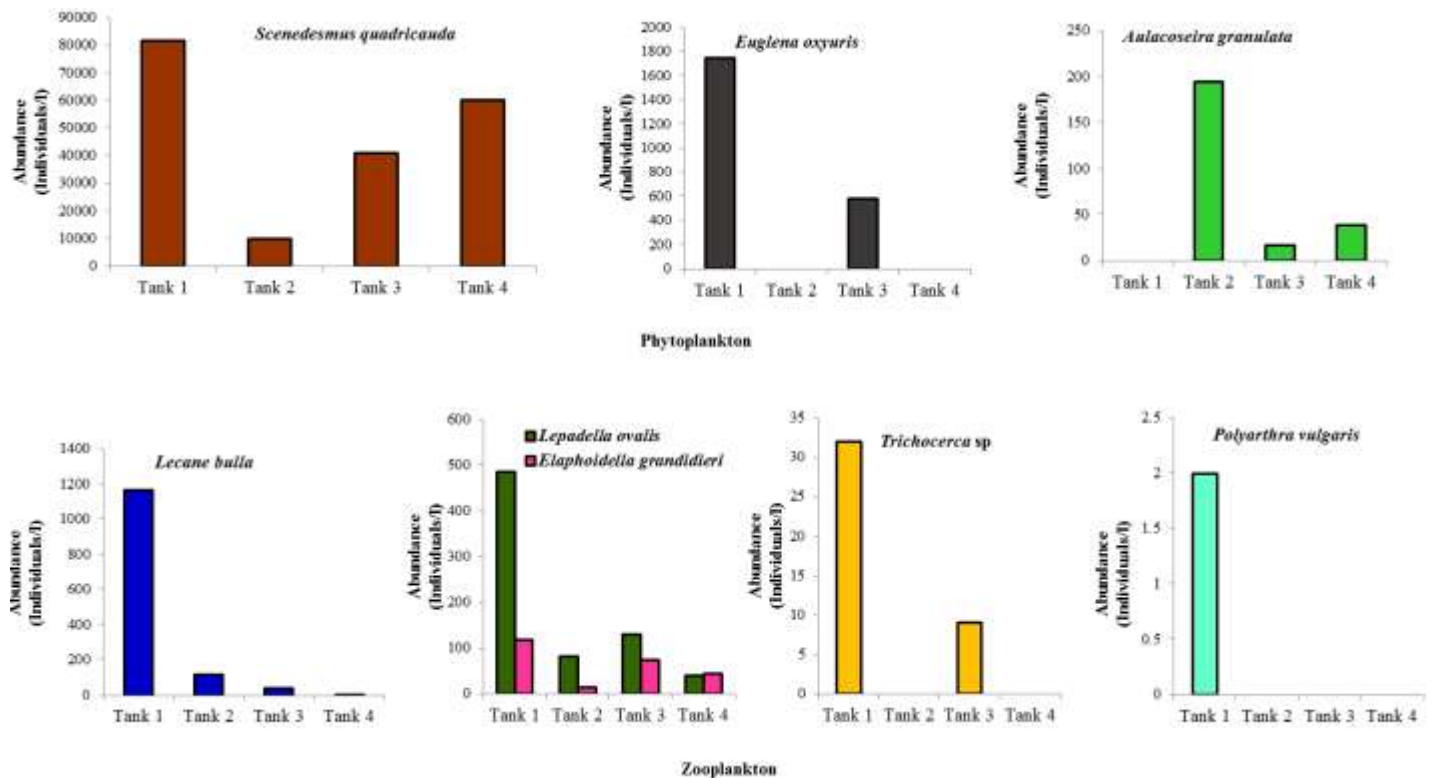 Scenedesmus quadricauda
Abundance
(Individuals/l)
90000
80000
70000
60000
50000
40000
30000
20000
10000
0
Tank 1 Tank 2 Tank 3 Tank 4
Euglena oxyuris
Abundance
(Individuals/l)
2000
1800
1600
1400
1200
1000
800
600
400
200
0
Tank 1 Tank 2 Tank 3 Tank 4
Aulacoseira granulata
Abundance
(Individuals/l)
250
200
150
100
50
0
Tank 1 Tank 2 Tank 3 Tank 4
Phytoplankton
Lecane bulla
Abundance
(Individuals/l)
1400
1200
1000
800
600
400
200
0
Tank 1 Tank 2 Tank 3 Tank 4
Lepadella ovalis
Elaphoidella grandidieri
Abundance
(Individuals/l)
600
500
400
300
200
100
0
Tank 1 Tank 2 Tank 3 Tank 4
Trichocerca sp
Abundance
(Individuals/l)
35
30
25
20
15
10
5
0
Tank 1 Tank 2 Tank 3 Tank 4
Polyarthra vulgaris
Abundance
(Individuals/l)
2.5
2
1.5
1
0.5
0
Tank 1 Tank 2 Tank 3 Tank 4
Zooplankton